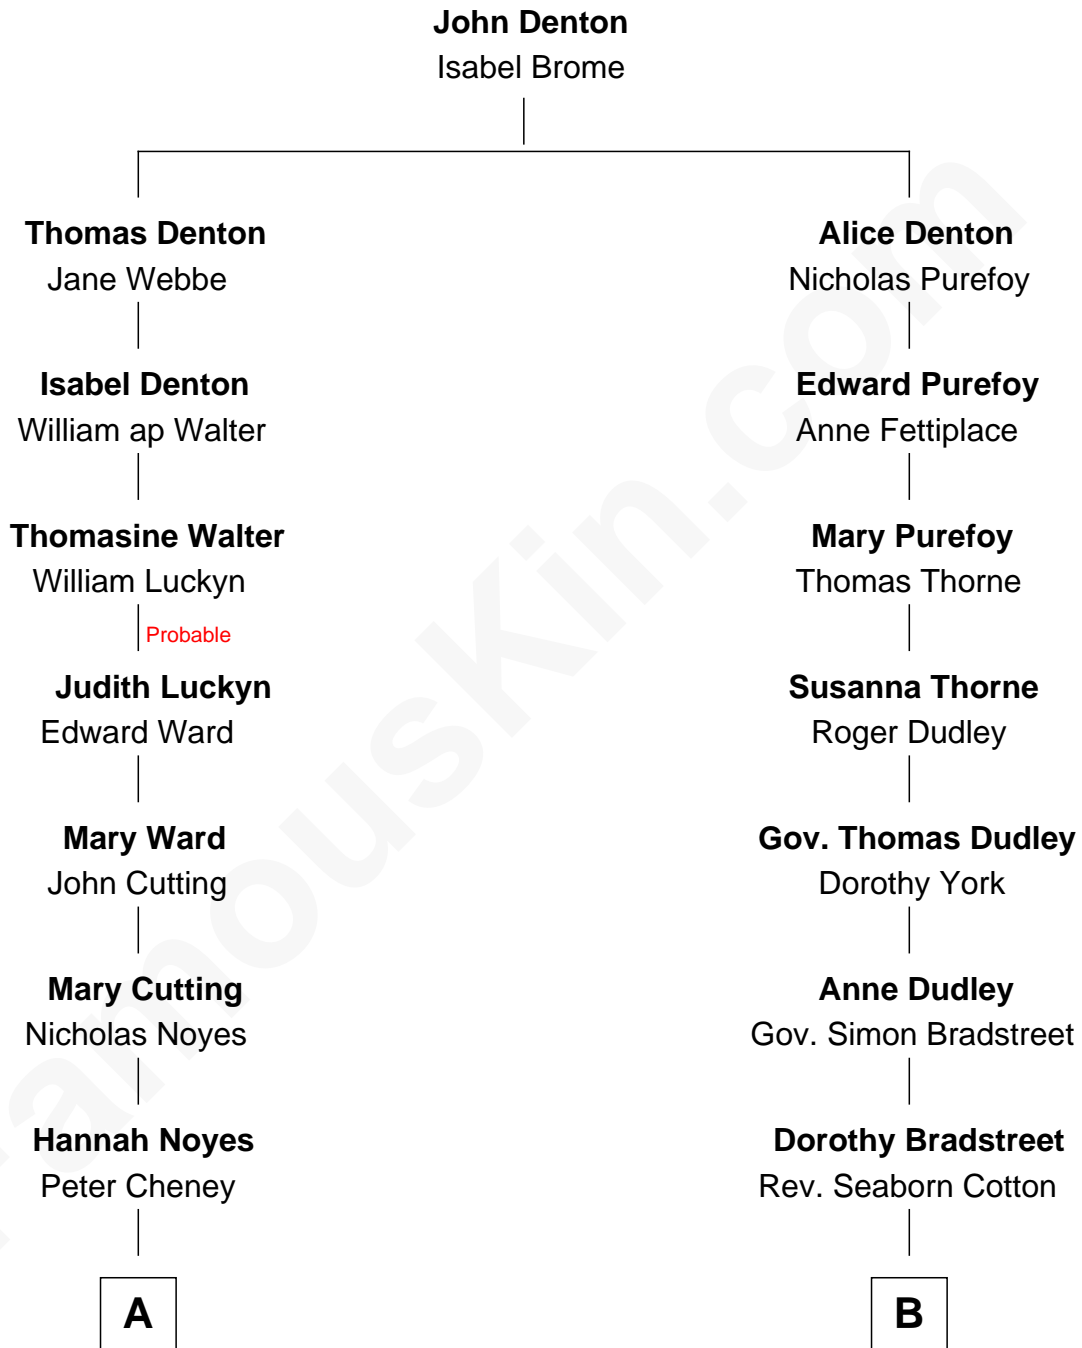 John Denton
Isabel Brome
Thomas Denton
Jane Webbe
Isabel Denton
William ap Walter
Thomasine Walter
William Luckyn
Probable
Judith Luckyn
Edward Ward
Mary Ward
John Cutting
Mary Cutting
Nicholas Noyes
Hannah Noyes
Peter Cheney
A
Alice Denton
Nicholas Purefoy
Edward Purefoy
Anne Fettiplace
Mary Purefoy
Thomas Thorne
Susanna Thorne
Roger Dudley
Gov. Thomas Dudley
Dorothy York
Anne Dudley
Gov. Simon Bradstreet
Dorothy Bradstreet
Rev. Seaborn Cotton
B
FamousKin.com